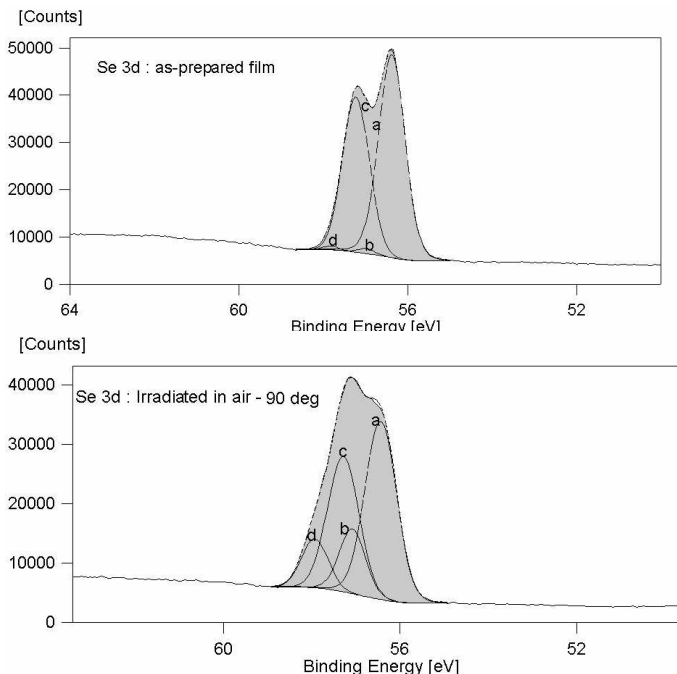 [Counts]
50000
Se 3d : as-prepared film
40000
c
a
30000
20000
10000
d
b
0
64
60
56
52
Binding Energy [eV]
[Counts]
40000
Se 3d : Irradiated in air - 90 deg
a
30000
c
20000
b
d
10000
0
60
56
52
Binding Energy [eV]